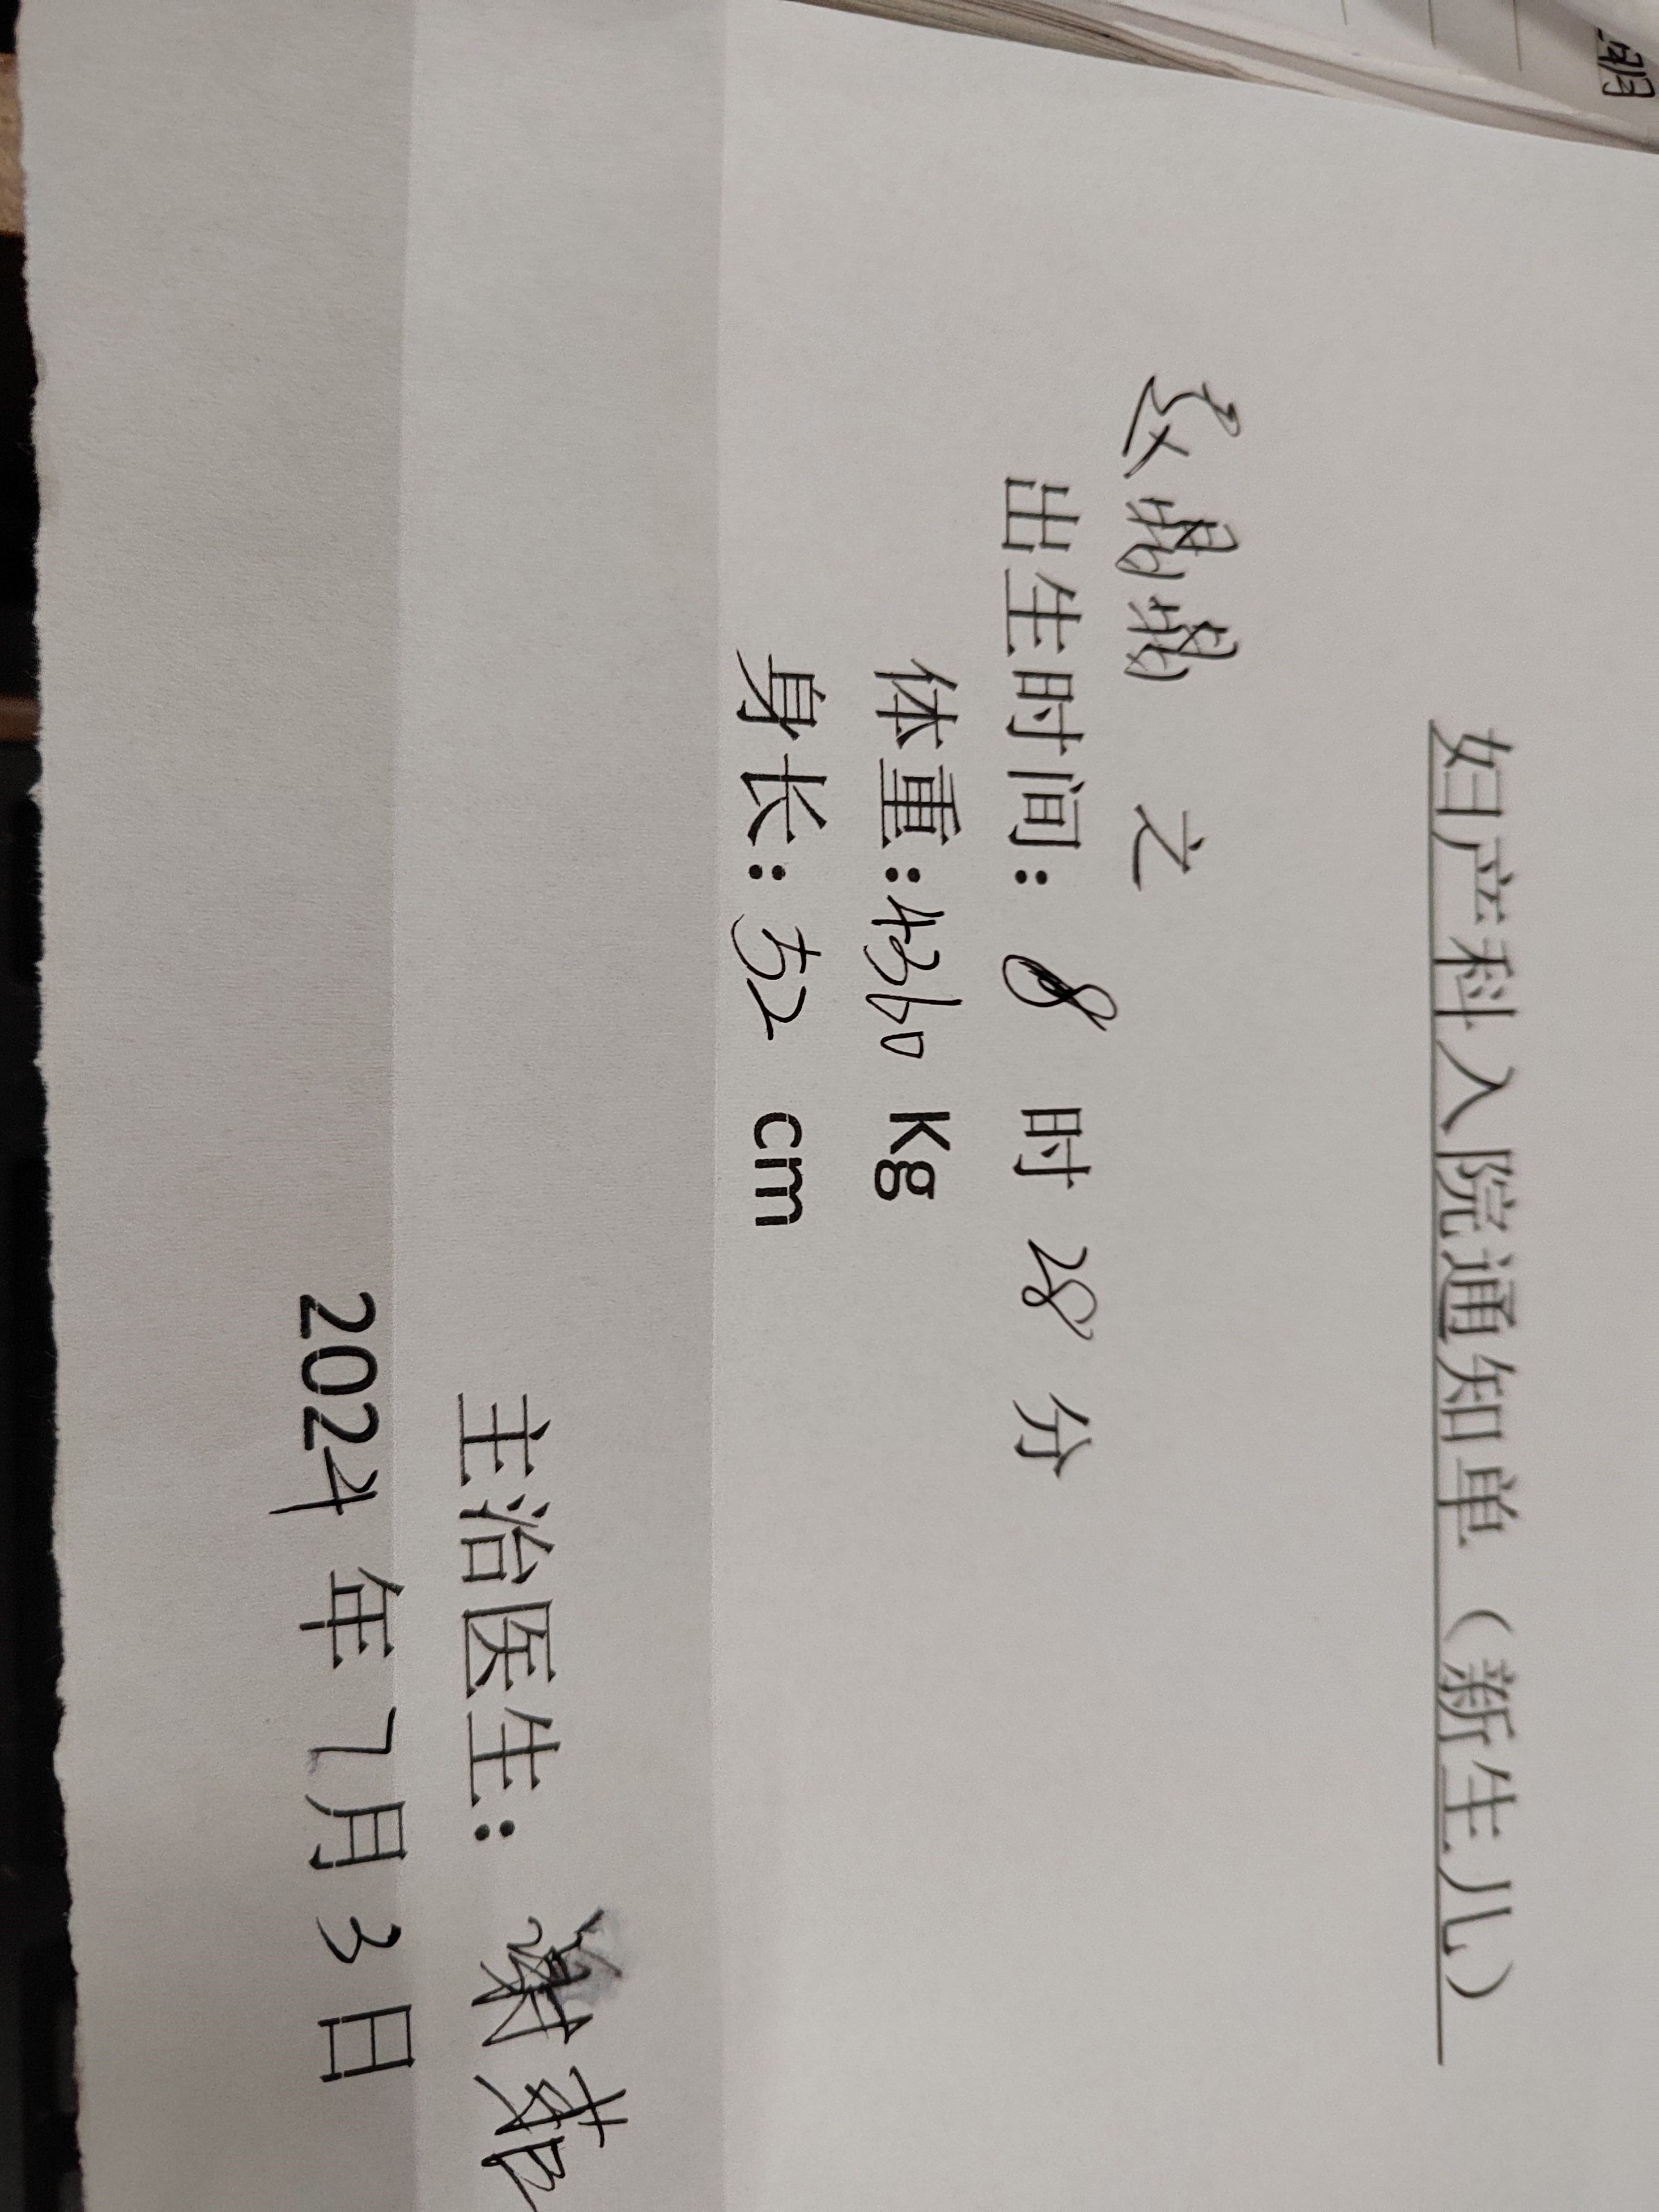 妇产科入院通知单（新生儿）
赵 之
出生时间：8 时 28 分
体重：4360 Kg
身长：52 cm
主治医生：谢
2024 年 7月 3 日